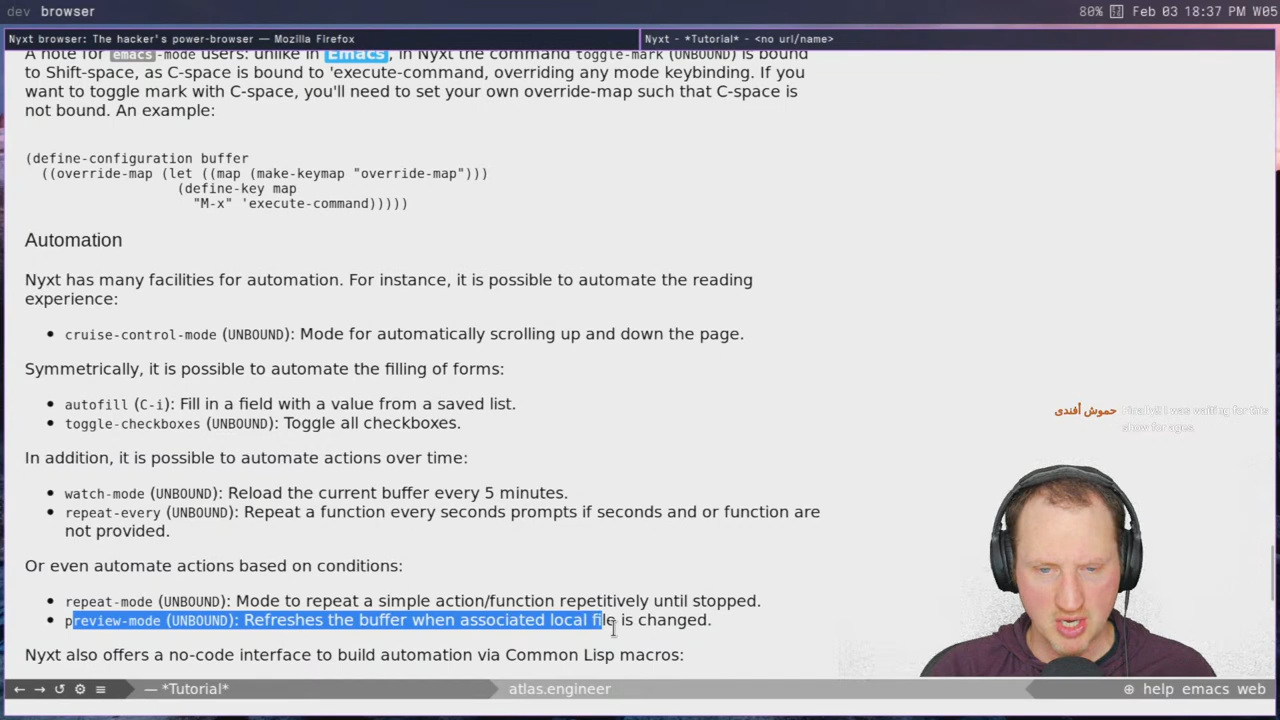 dev browser
80% Feb 03 18:37 PM W05
Nyxt browser: The hacker's power-browser — Mozilla Firefox
Nyxt - *Tutorial* - <no url/name>
A note for emacs-mode users: unlike in Emacs, in Nyxt the command toggle-mark (UNBOUND) is bound
to Shift-space, as C-space is bound to 'execute-command, overriding any mode keybinding. If you
want to toggle mark with C-space, you'll need to set your own override-map such that C-space is
not bound. An example:
(define-configuration buffer
((override-map (let ((map (make-keymap "override-map")))
(define-key map
"M-x" 'execute-command)))))
Automation
Nyxt has many facilities for automation. For instance, it is possible to automate the reading
experience:
• cruise-control-mode (UNBOUND): Mode for automatically scrolling up and down the page.
Symmetrically, it is possible to automate the filling of forms:
• autofill (C-i): Fill in a field with a value from a saved list.
• toggle-checkboxes (UNBOUND): Toggle all checkboxes.
حموش أفندى Finally!! I was waiting for this
show for ages.
In addition, it is possible to automate actions over time:
• watch-mode (UNBOUND): Reload the current buffer every 5 minutes.
• repeat-every (UNBOUND): Repeat a function every seconds prompts if seconds and or function are
not provided.
Or even automate actions based on conditions:
• repeat-mode (UNBOUND): Mode to repeat a simple action/function repetitively until stopped.
• preview-mode (UNBOUND): Refreshes the buffer when associated local file is changed.
Nyxt also offers a no-code interface to build automation via Common Lisp macros:
← → ↺ ⚙ ≡ — *Tutorial* atlas.engineer ⊕ help emacs web